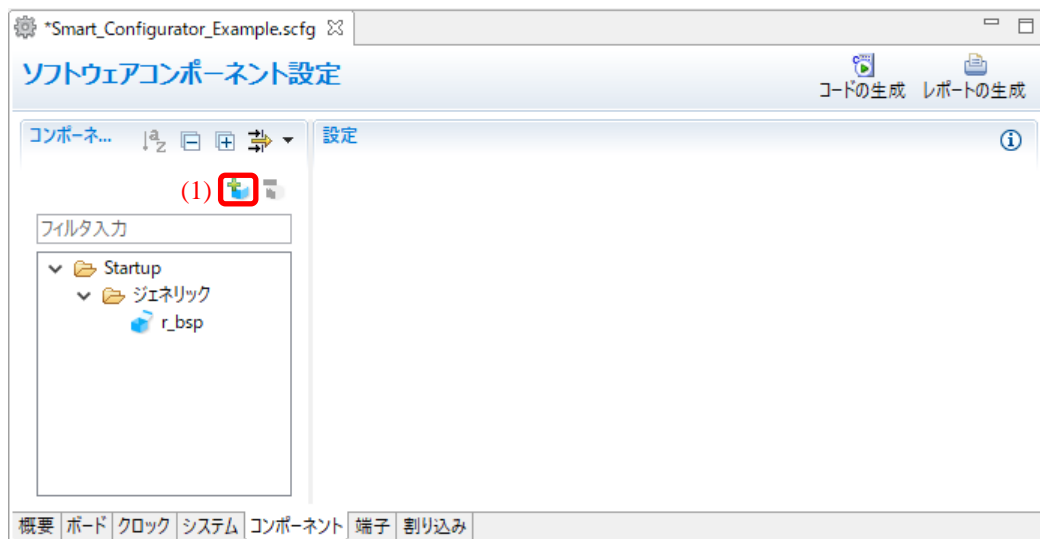 *Smart_Configurator_Example.scfg
ソフトウェアコンポーネント設定
コードの生成 レポートの生成
コンポーネ...
設定
(1)
フィルタ入力
Startup
ジェネリック
r_bsp
概要 ボード クロック システム コンポーネント 端子 割り込み